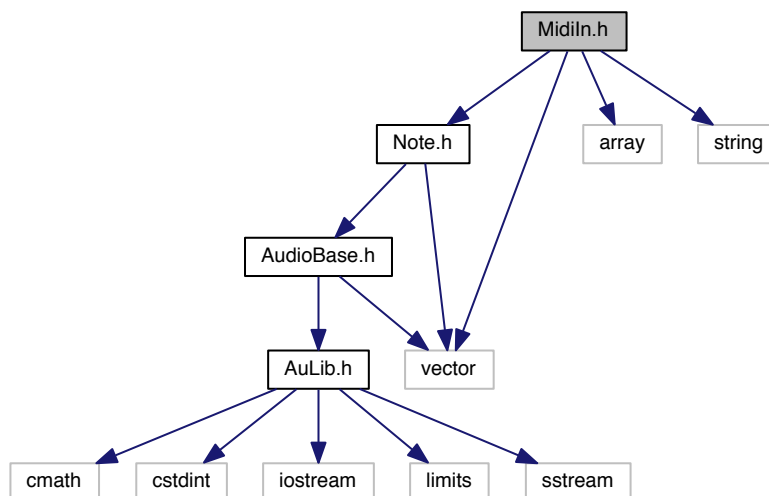 MidiIn.h
Note.h
array
string
AudioBase.h
AuLib.h
vector
cmath
cstdint
iostream
limits
sstream